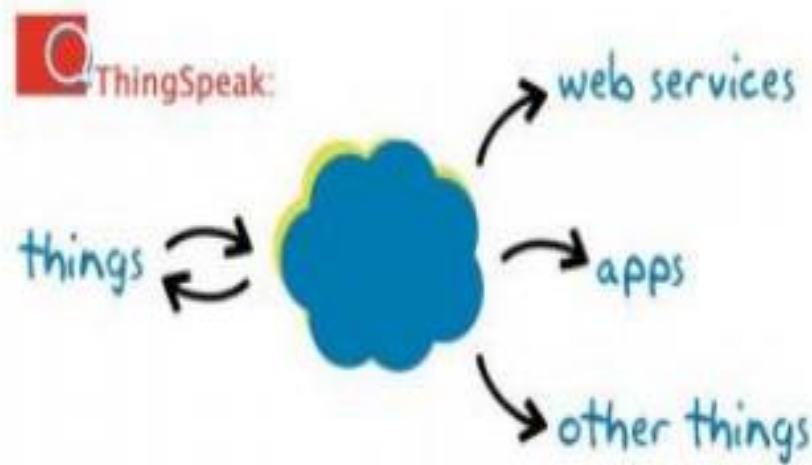 ThingSpeak:
web services
things
apps
other things